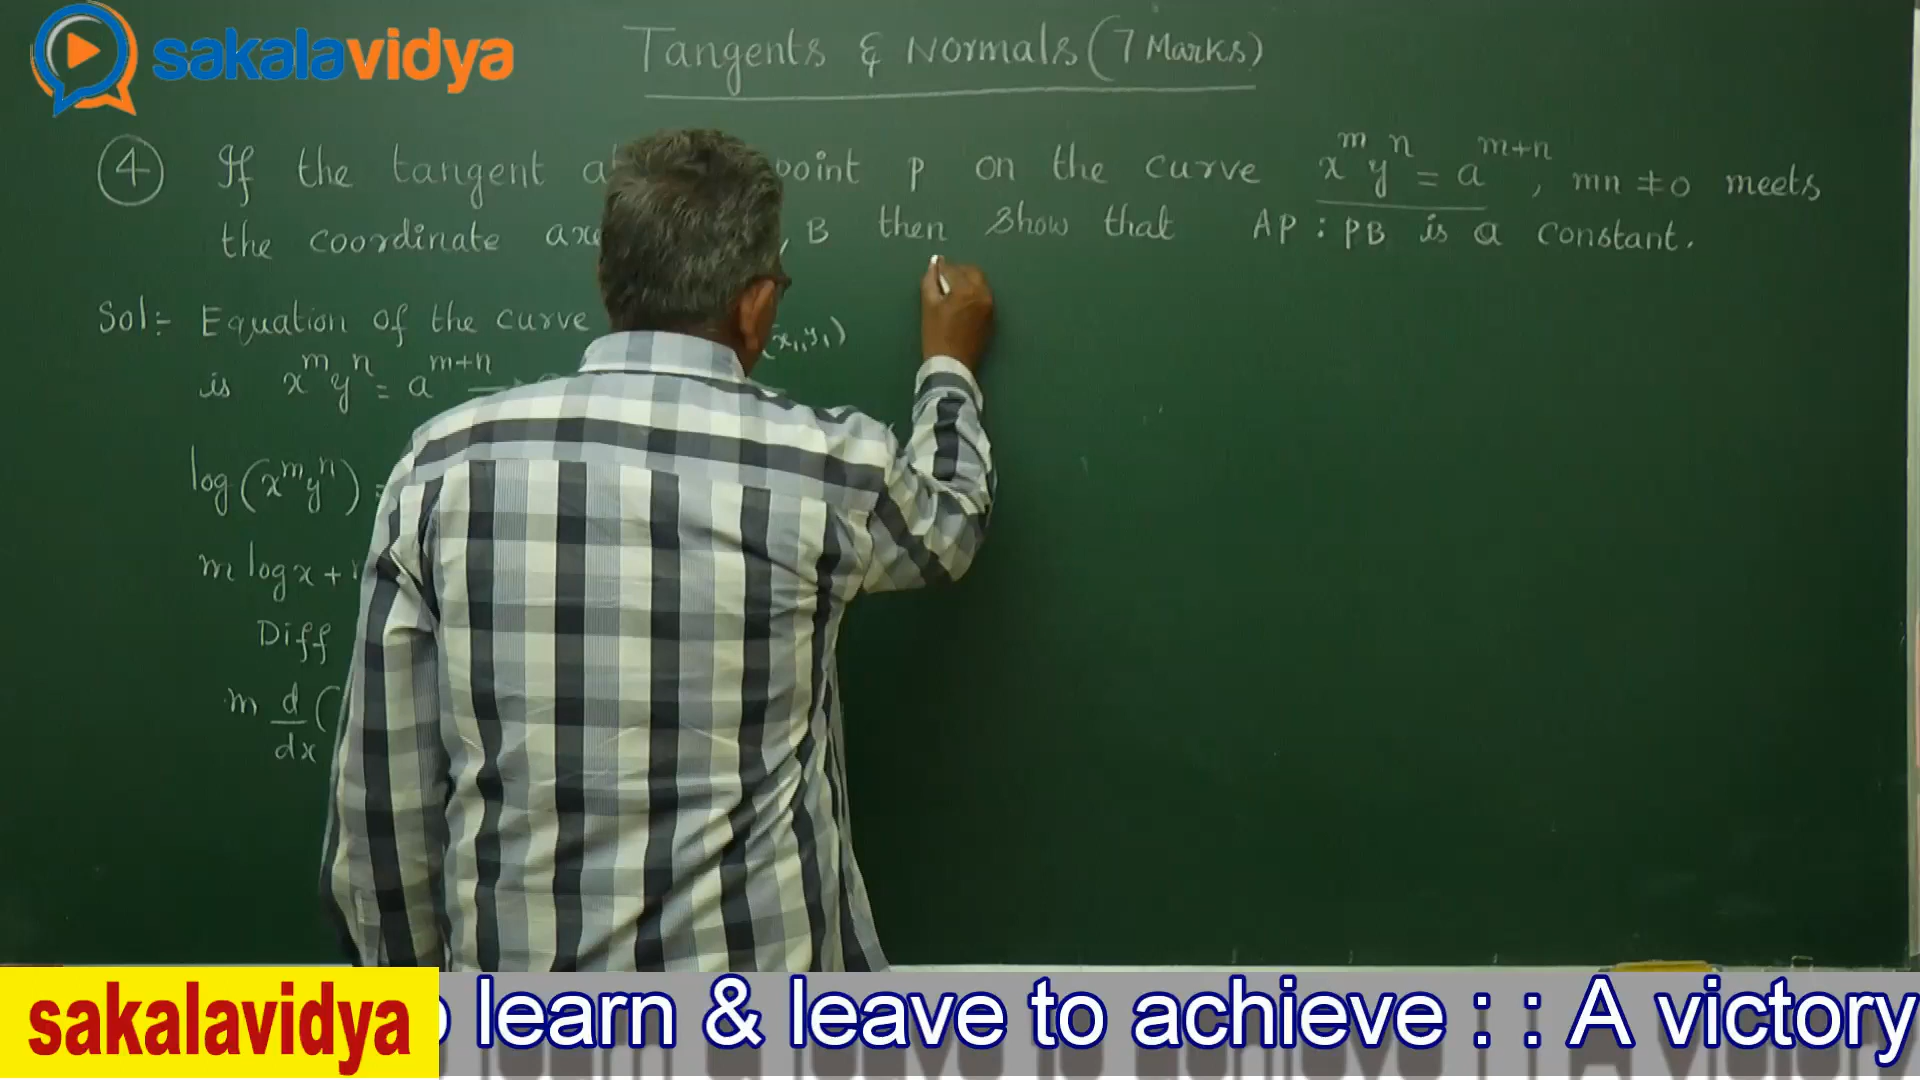 sakalavidya
Tangents & Normals (7 Marks)
4 If the tangent a point P on the curve x^m y^n = a^{m+n}, mn ≠ 0 meets
the coordinate axe , B then show that AP : PB is a constant.
Sol:- Equation of the curve
(x₁, y₁)
is x^m y^n = a^{m+n}
log(x^m y^n) =
m log x +
Diff
m d/dx (
sakalavidya
learn & leave to achieve : : A victory